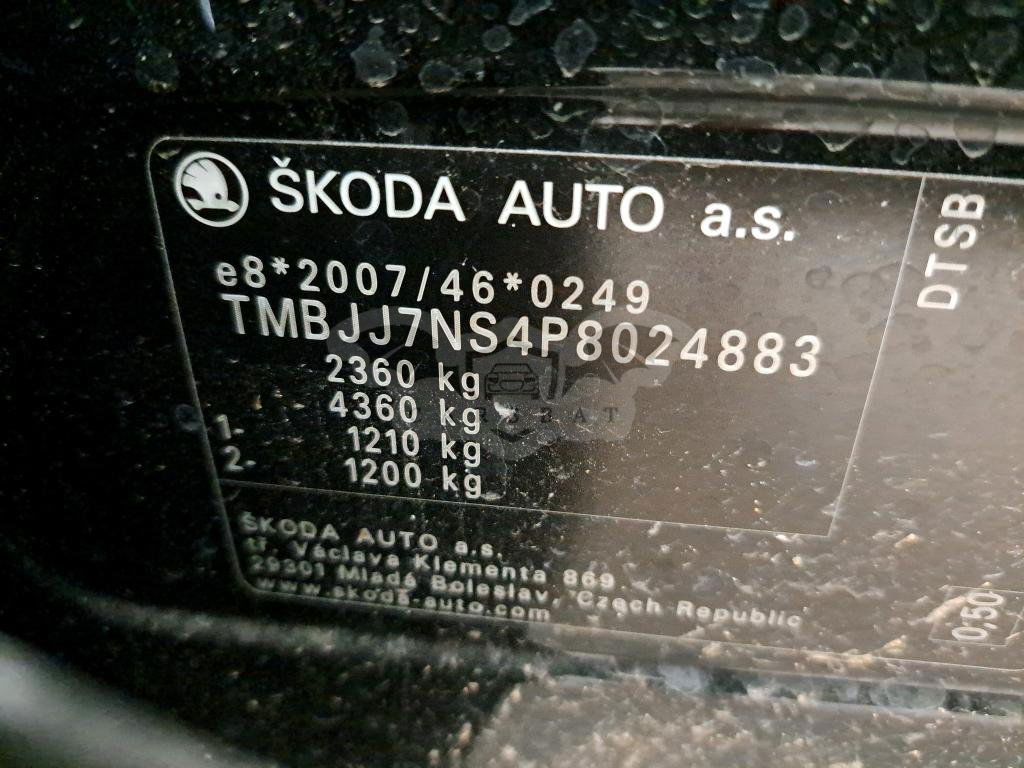 ŠKODA AUTO a.s.
DTSB
e8*2007/46*0249
TMBJJ7NS4P8024883
2360 kg
4360 kg
1. 1210 kg
2. 1200 kg
ŠKODA AUTO a.s.
tř. Václava Klementa 869
29301 Mladá Boleslav, Czech Republic
www.skoda-auto.com
0,50